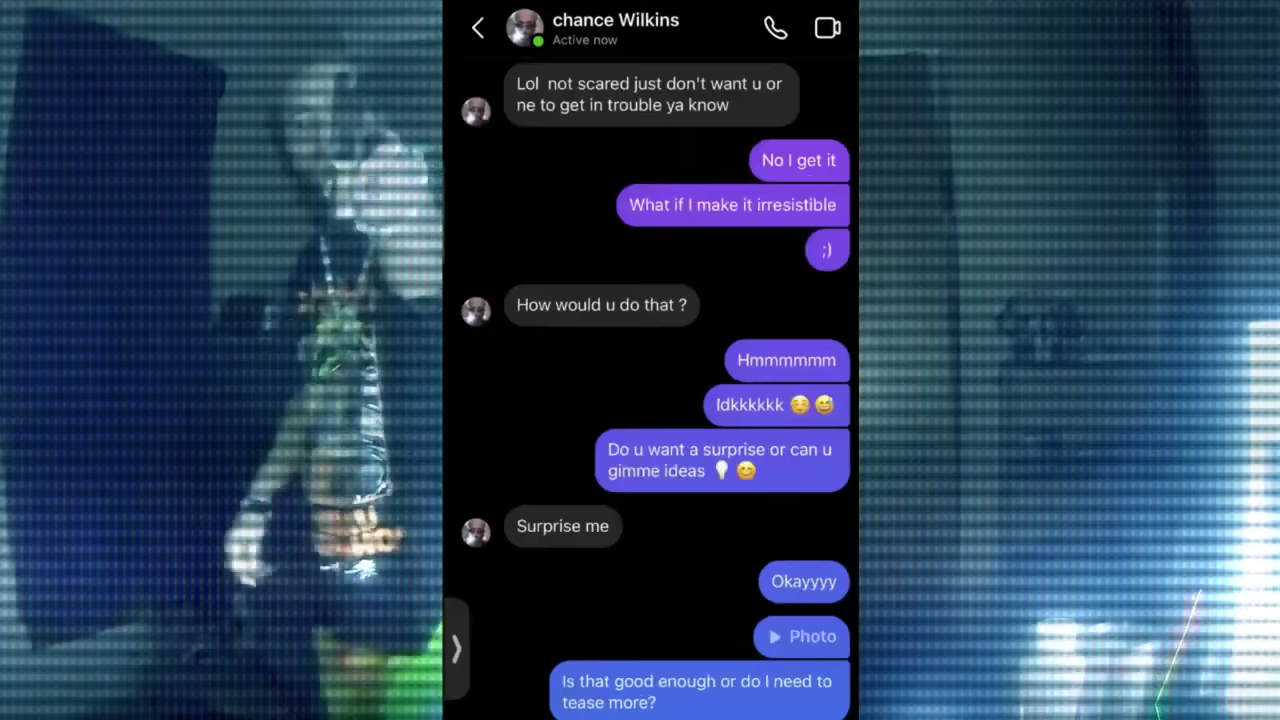 chance Wilkins
Active now
Lol not scared just don't want u or
ne to get in trouble ya know
No I get it
What if I make it irresistible
;)
How would u do that ?
Hmmmmmm
Idkkkkkk ☺️ 😅
Do u want a surprise or can u
gimme ideas 💡 😊
Surprise me
Okayyyy
Photo
Is that good enough or do I need to
tease more?